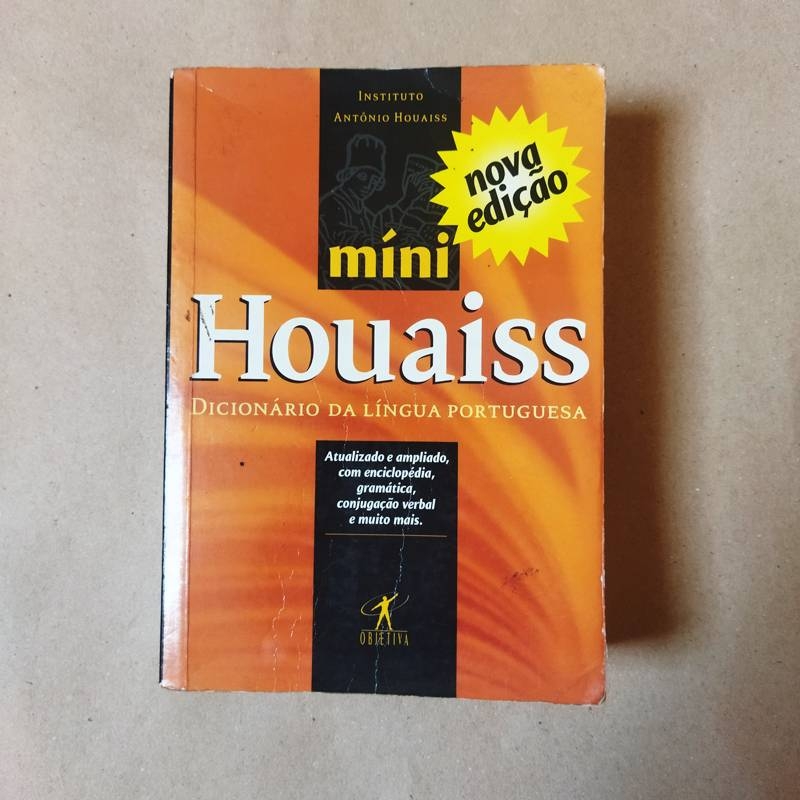 Instituto
Antônio Houaiss
nova
edição
míni
Houaiss
Dicionário da língua portuguesa
Atualizado e ampliado,
com enciclopédia,
gramática,
conjugação verbal
e muito mais.
OBJETIVA